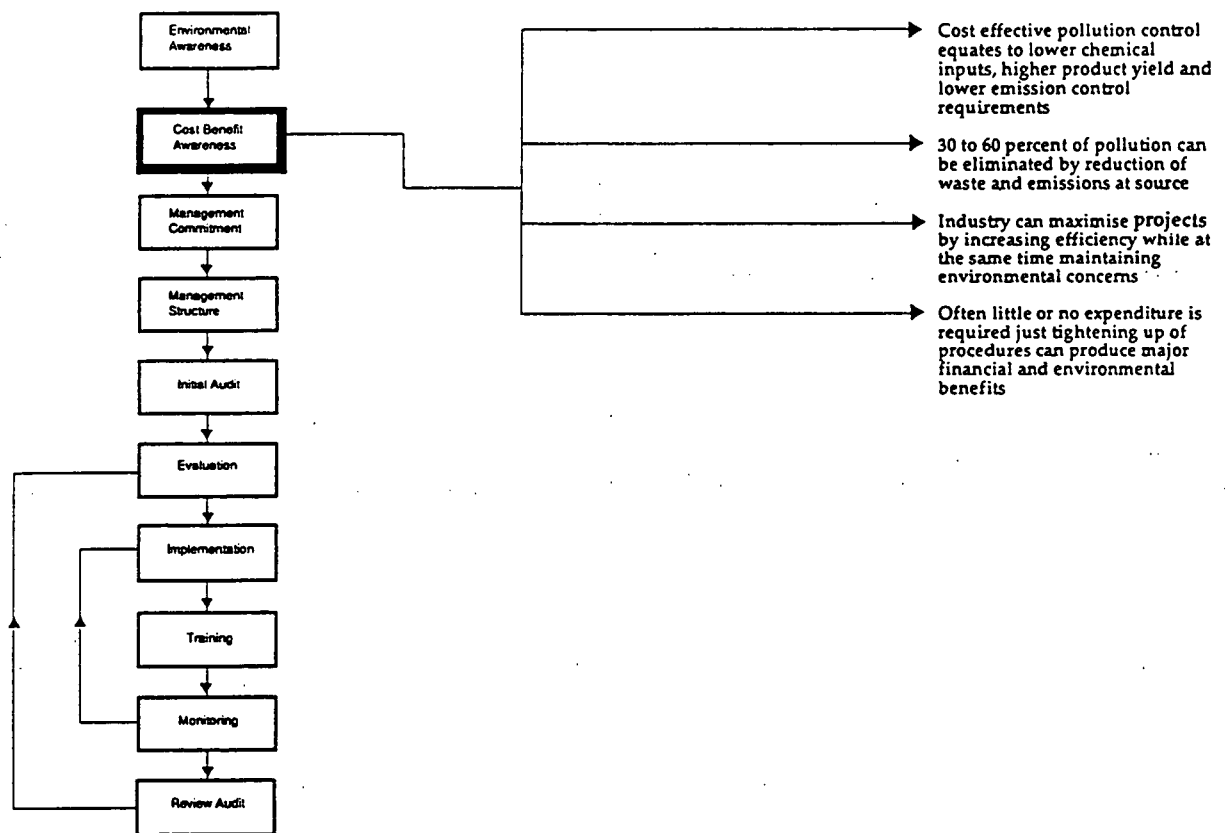 Environmental
Awareness
Cost Benefit
Awareness
Management
Commitment
Management
Structure
Initial Audit
Evaluation
Implementation
Training
Monitoring
Review Audit
Cost effective pollution control
equates to lower chemical
inputs, higher product yield and
lower emission control
requirements
30 to 60 percent of pollution can
be eliminated by reduction of
waste and emissions at source
Industry can maximise projects
by increasing efficiency while at
the same time maintaining
environmental concerns
Often little or no expenditure is
required just tightening up of
procedures can produce major
financial and environmental
benefits